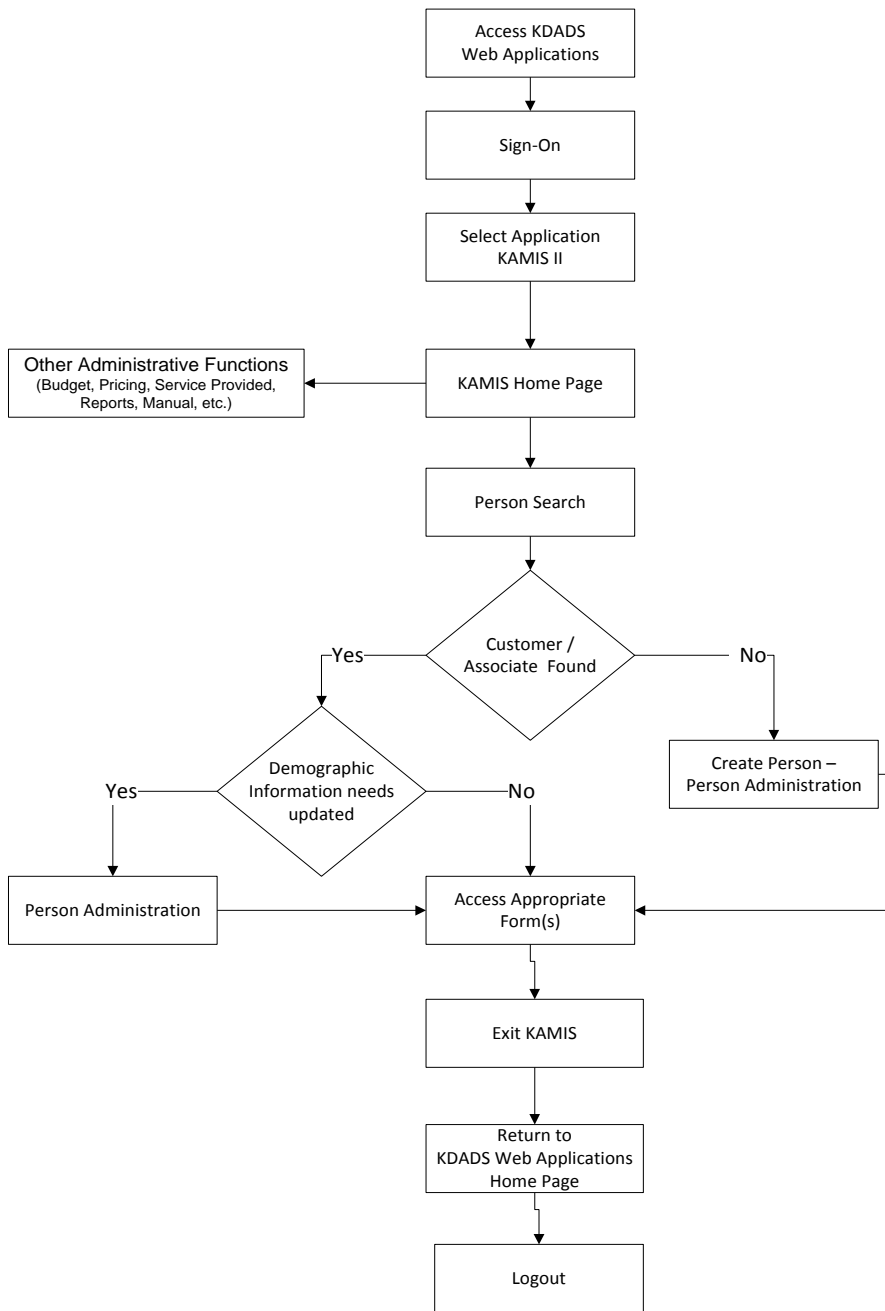 Access KDADS
Web Applications
Sign-On
Select Application
KAMIS II
Other Administrative Functions
(Budget, Pricing, Service Provided,
Reports, Manual, etc.)
KAMIS Home Page
Person Search
Customer /
Associate Found
Yes
No
Demographic
Information needs
updated
Yes
No
Create Person –
Person Administration
Person Administration
Access Appropriate
Form(s)
Exit KAMIS
Return to
KDADS Web Applications
Home Page
Logout